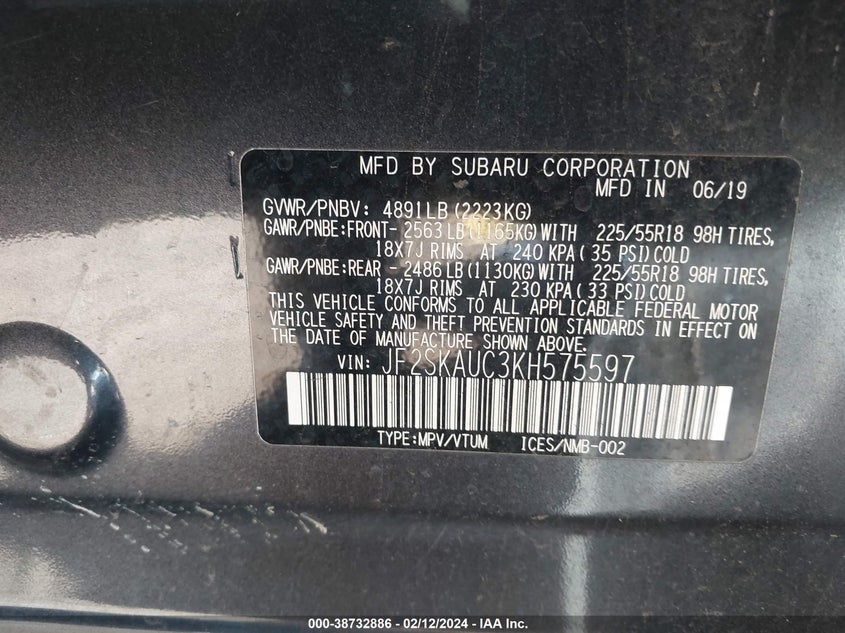 MFD BY SUBARU CORPORATION
MFD IN 06/19
GVWR/PNBV: 4891LB(2223KG)
GAWR/PNBE:FRONT- 2563LB(1165KG)WITH 225/55R18 98H TIRES,
18X7J RIMS AT 240 KPA(35 PSI)COLD
GAWR/PNBE:REAR - 2486LB(1130KG)WITH 225/55R18 98H TIRES,
18X7J RIMS AT 230 KPA(33 PSI)COLD
THIS VEHICLE CONFORMS TO ALL APPLICABLE FEDERAL MOTOR
VEHICLE SAFETY AND THEFT PREVENTION STANDARDS IN EFFECT ON
THE DATE OF MANUFACTURE SHOWN ABOVE.
VIN: JF2SKAUC3KH575597
TYPE:MPV/VTUM ICES/NMB-002
000-38732886 - 02/12/2024 - IAA Inc.